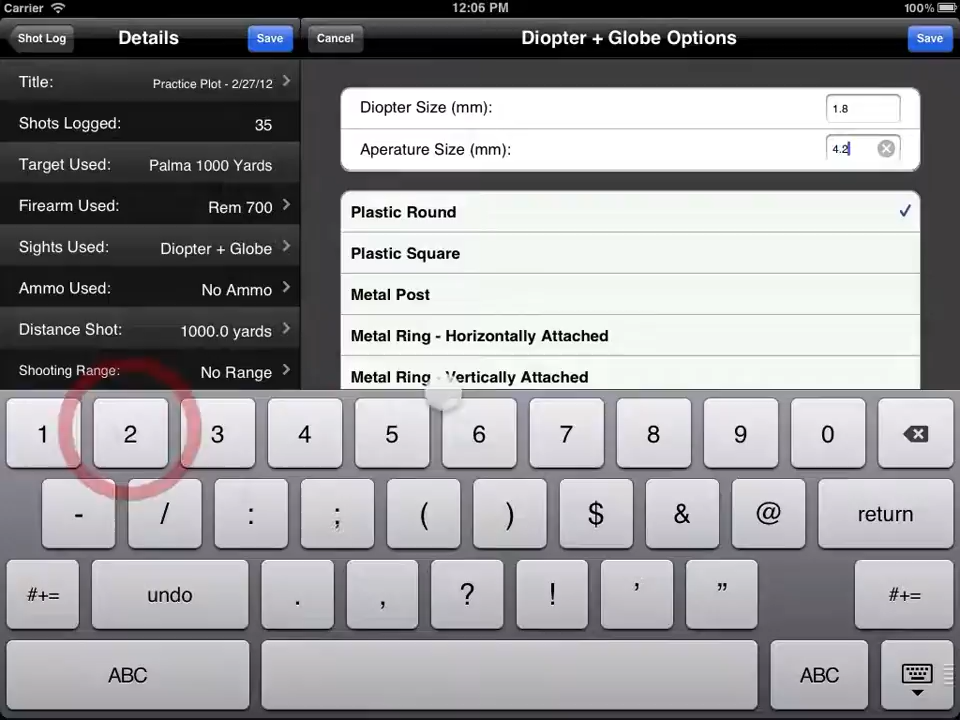 Carrier 12:06 PM 100%
Shot Log Details Save
Cancel Diopter + Globe Options Save
Title: Practice Plot - 2/27/12
Shots Logged: 35
Target Used: Palma 1000 Yards
Firearm Used: Rem 700
Sights Used: Diopter + Globe
Ammo Used: No Ammo
Distance Shot: 1000.0 yards
Shooting Range: No Range
Diopter Size (mm): 1.8
Aperature Size (mm): 4.2
Plastic Round
Plastic Square
Metal Post
Metal Ring - Horizontally Attached
Metal Ring - Vertically Attached
1 2 3 4 5 6 7 8 9 0
- / : ; ( ) $ & @ return
#+= undo . , ? ! ’ ” #+=
ABC ABC